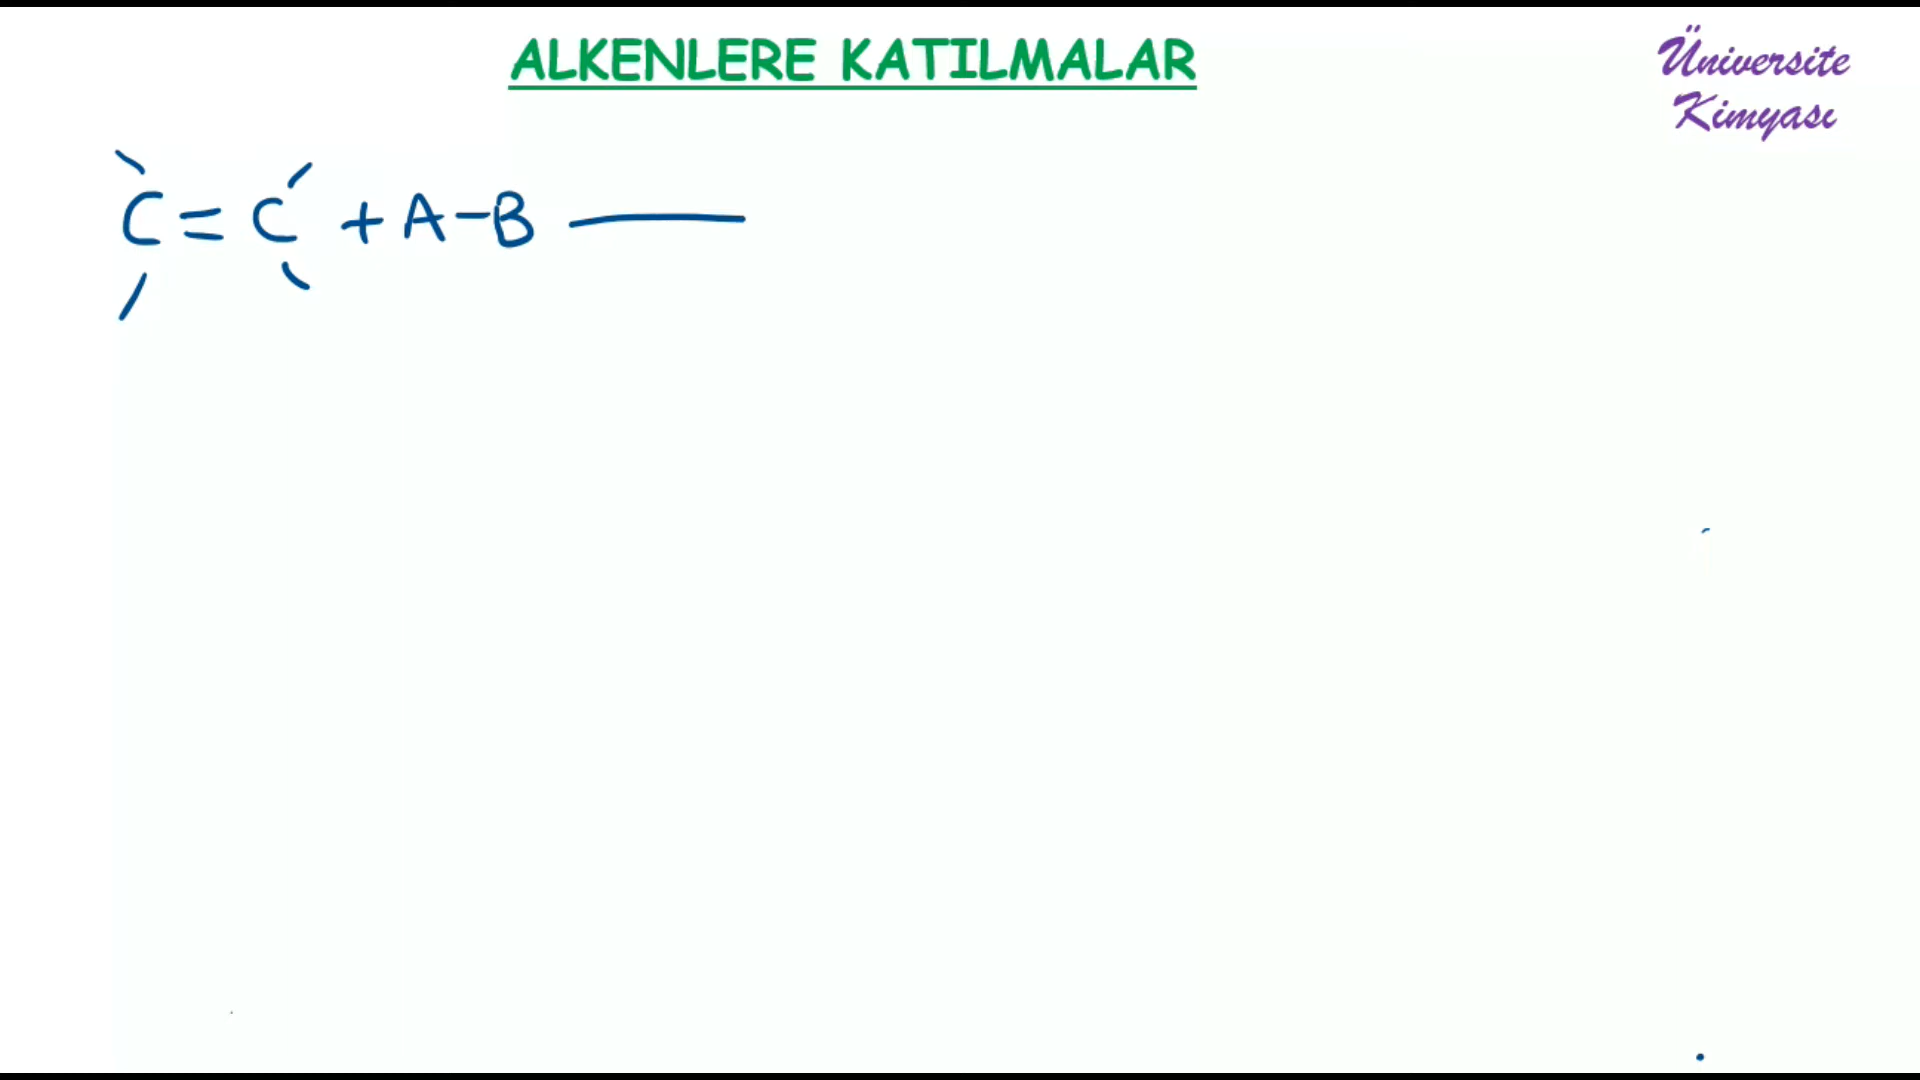 ALKENLERE KATILMALAR
Üniversite
Kimyası
C = C + A - B